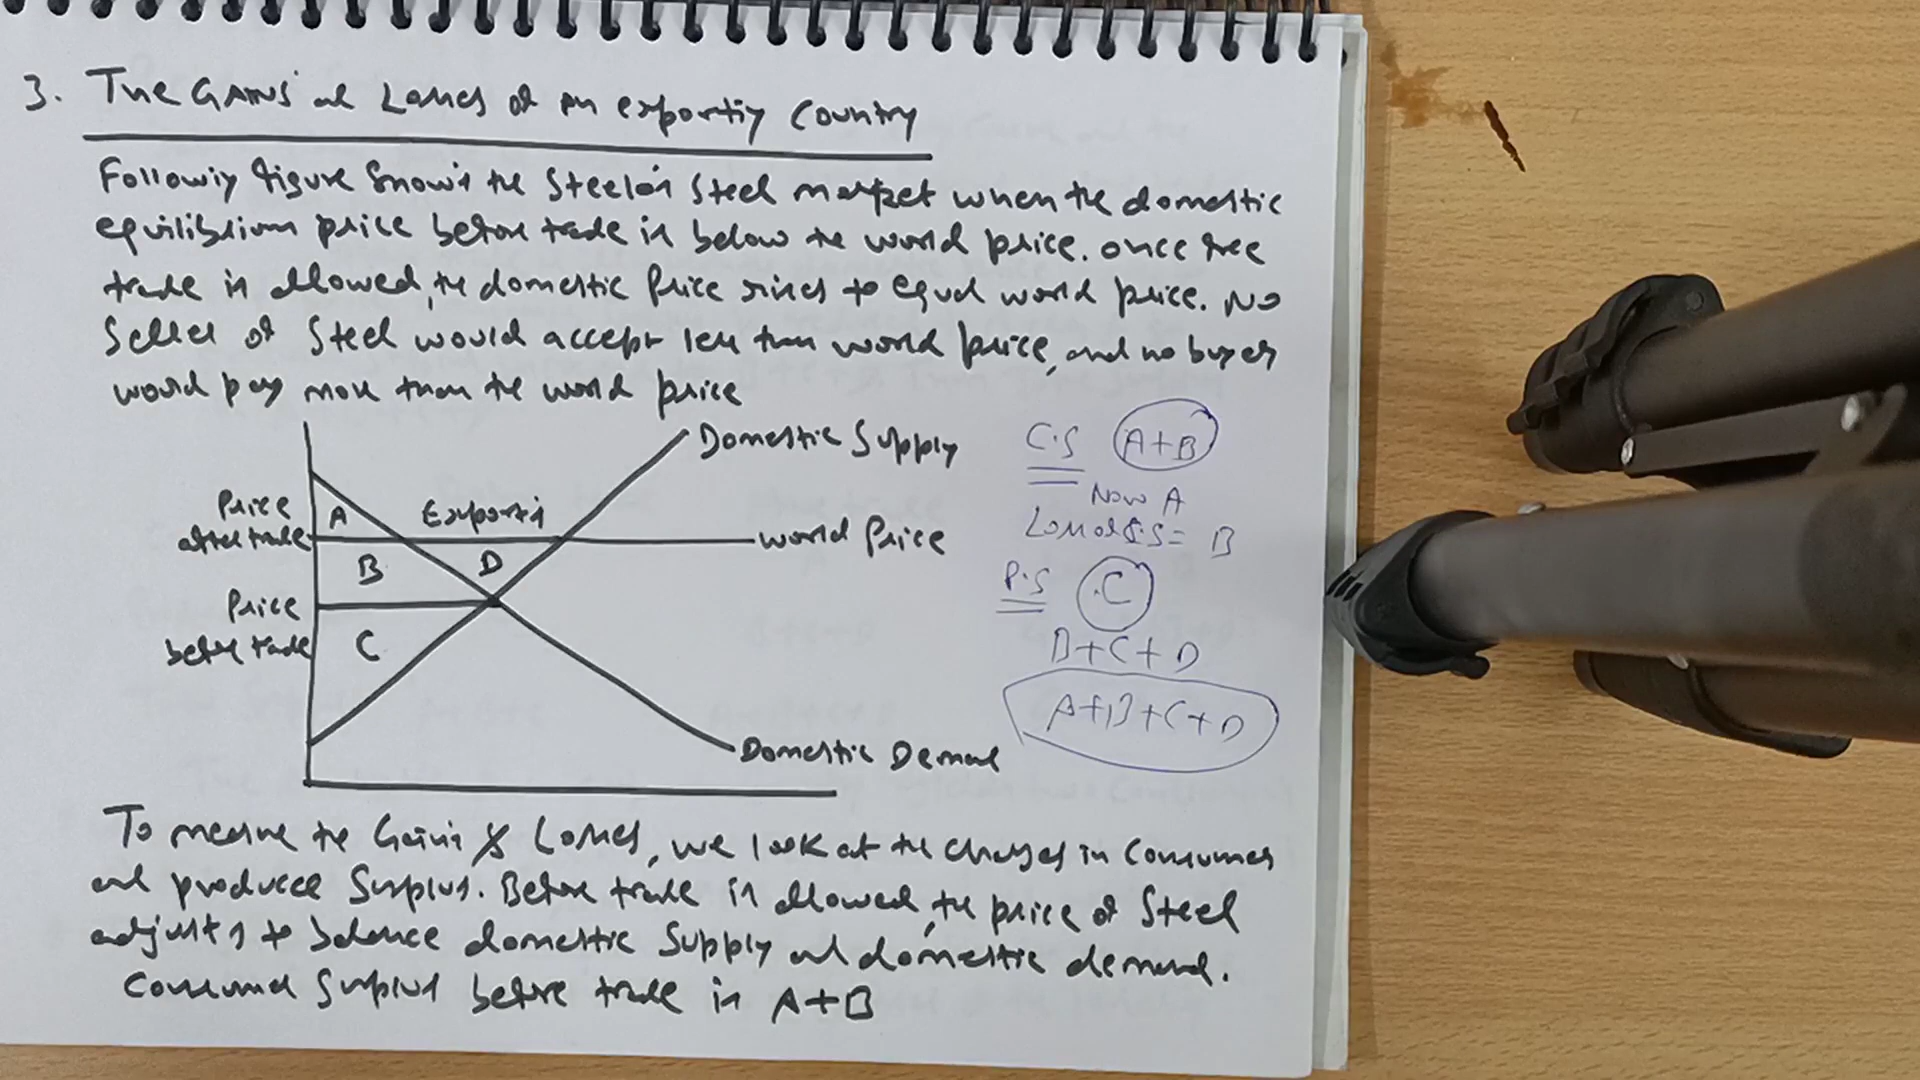 3. The GAINS and Losses of An exporting Country
Following figure shows the Steelon Steel market when the domestic
equilibrium price before trade is below the world price. once free
trade is allowed, the domestic Price rises to equal world price. No
Seller of Steel would accept less than world price, and no buyer
would pay more than the world price
Domestic Supply
C.S A+B
Now A
Price after trade
A
Exports
World Price
Loss of C.S = B
B
D
P.S C
Price before trade
C
B+C+D
A+B+C+D
Domestic Demand
To measure the Gains & Losses, we look at the changes in Consumer
and producer Surplus. Before trade is allowed, the price of Steel
adjusts to balance domestic Supply and domestic demand.
Consumer Surplus before trade is A+B